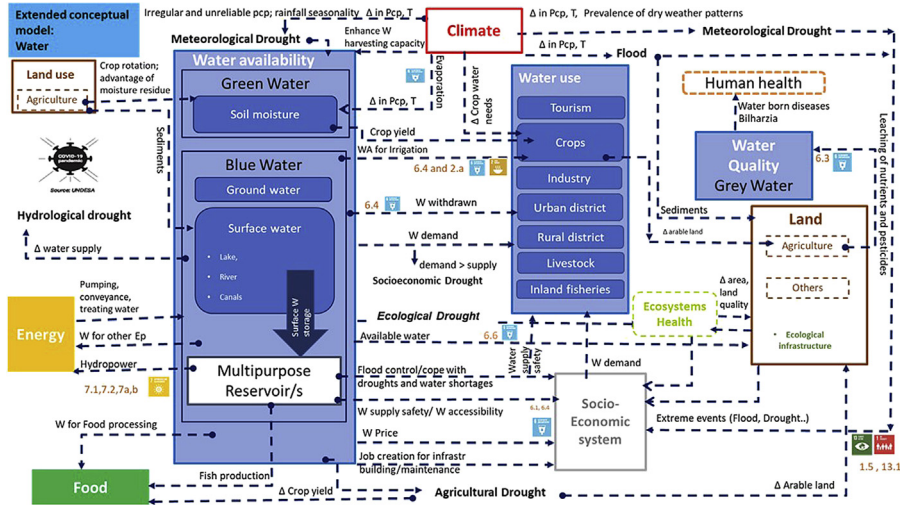 Extended conceptual
model:
Water
Irregular and unreliable pcp; rainfall seasonality
Δ in Pcp, T
Meteorological Drought
Enhance W
harvesting capacity
Climate
Δ in Pcp, T,
Prevalence of dry weather patterns
Meteorological Drought
Δ in Pcp, T
Flood
Land use
Agriculture
Crop rotation;
advantage of
moisture residue
Water availability
Green Water
Soil moisture
Evaporation
Δ in Pcp, T
Δ Crop water
needs
Crop yield
WA for Irrigation
6.4 and 2.a
Water use
Tourism
Crops
Industry
Urban district
Rural district
Livestock
Inland fisheries
Human health
Water born diseases
Bilharzia
Water
Quality
Grey Water
6.3
Leaching of nutrients and pesticides
COVID-19
pandemic
Source: UNDESA
Sediments
Blue Water
Ground water
Surface water
• Lake,
• River
• Canals
Surface W
storage
6.4
W withdrawn
W demand
demand > supply
Socioeconomic Drought
Hydrological drought
Δ water supply
Sediments
Δ arable land
Land
Agriculture
Others
• Ecological
infrastructure
Δ area,
land
quality
Ecosystems
Health
Ecological Drought
Available water
6.6
Water
supply
safety
Pumping,
conveyance,
treating water
Energy
W for other Ep
Hydropower
7.1,7.2,7a,b
Multipurpose
Reservoir/s
Flood control/cope with
droughts and water shortages
W demand
W supply safety/ W accessibility
6.1, 6.4
Socio-
Economic
system
Extreme events (Flood, Drought..)
1.5 , 13.1
W Price
Job creation for infrastr
building/maintenance
W for Food processing
Fish production
Food
Δ Crop yield
Agricultural Drought
Δ Arable land